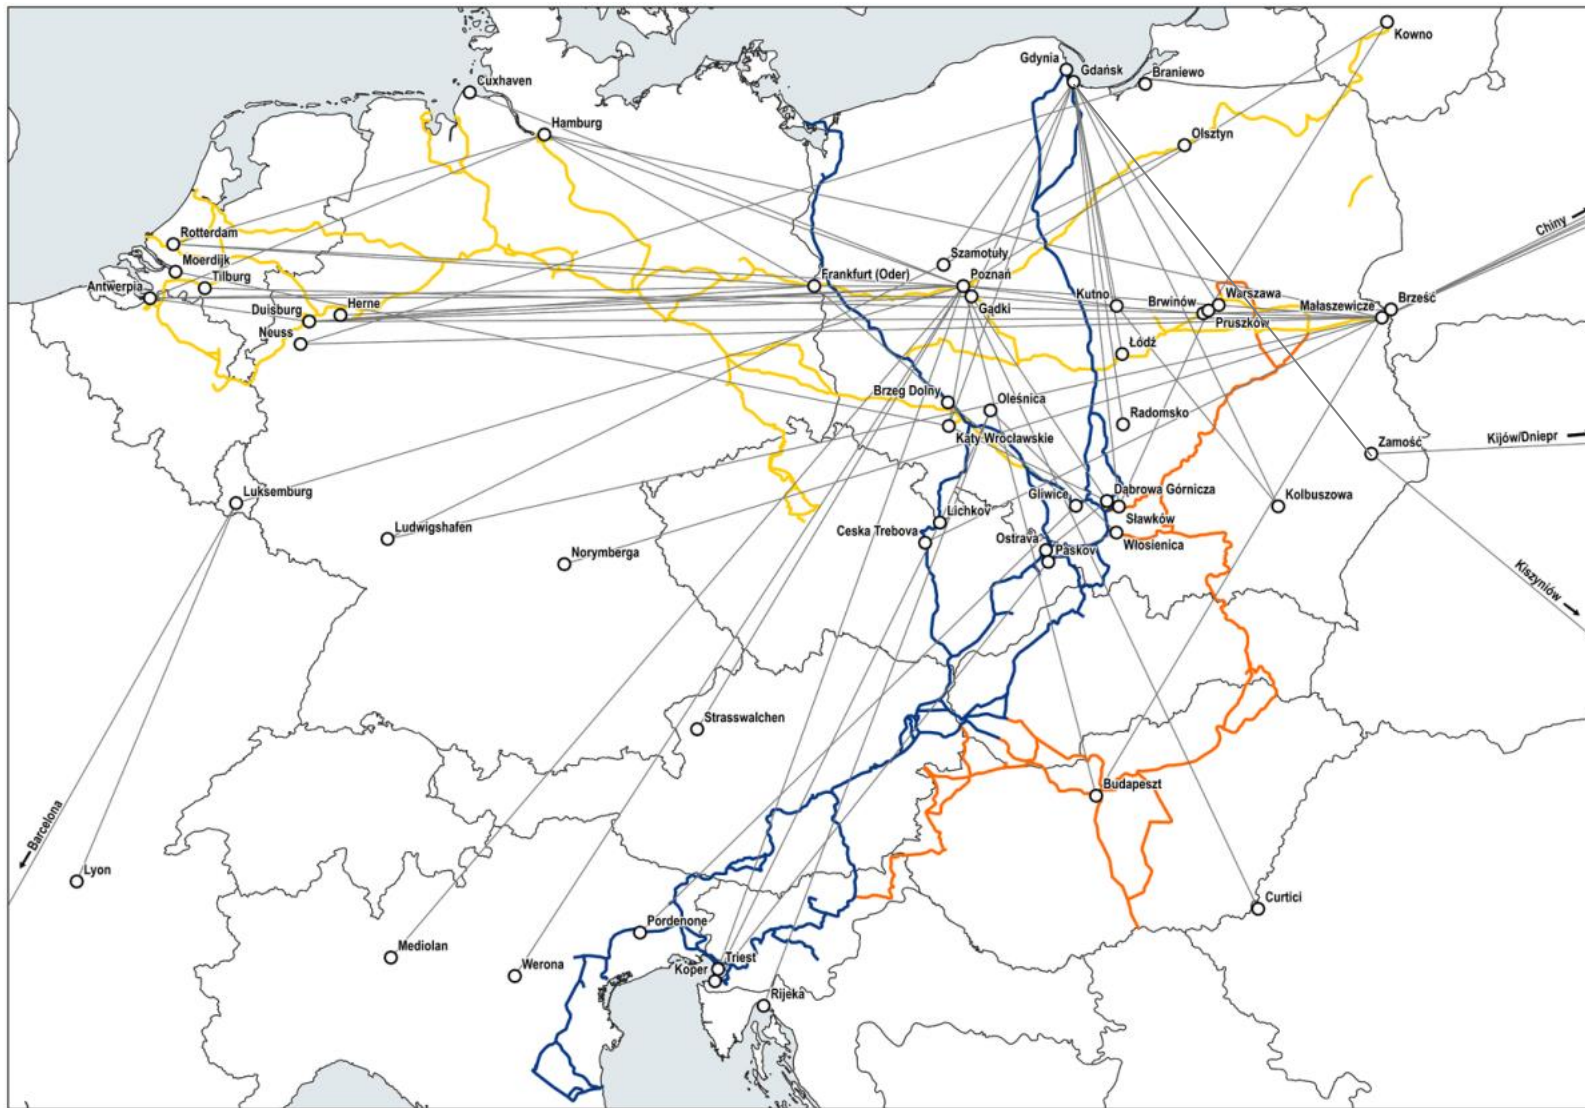 Kowno
Gdynia
Gdańsk
Braniewo
Cuxhaven
Hamburg
Olsztyn
Chiny
Rotterdam
Moerdijk
Tilburg
Antwerpia
Szamotuły
Frankfurt (Oder)
Poznań
Gądki
Kutno
Brwinów
Warszawa
Pruszków
Małaszewicze
Brześć
Duisburg
Herne
Neuss
Łódź
Brzeg Dolny
Oleśnica
Radomsko
Kąty Wrocławskie
Zamość
Kijów/Dniepr
Luksemburg
Ludwigshafen
Norymberga
Lichkov
Ceska Trebova
Gliwice
Dąbrowa Górnicza
Sławków
Kolbuszowa
Ostrava
Paskov
Włosienica
Kiszyniów
Strasswalchen
Budapeszt
Barcelona
Lyon
Curtici
Pordenone
Mediolan
Werona
Triest
Koper
Rijeka